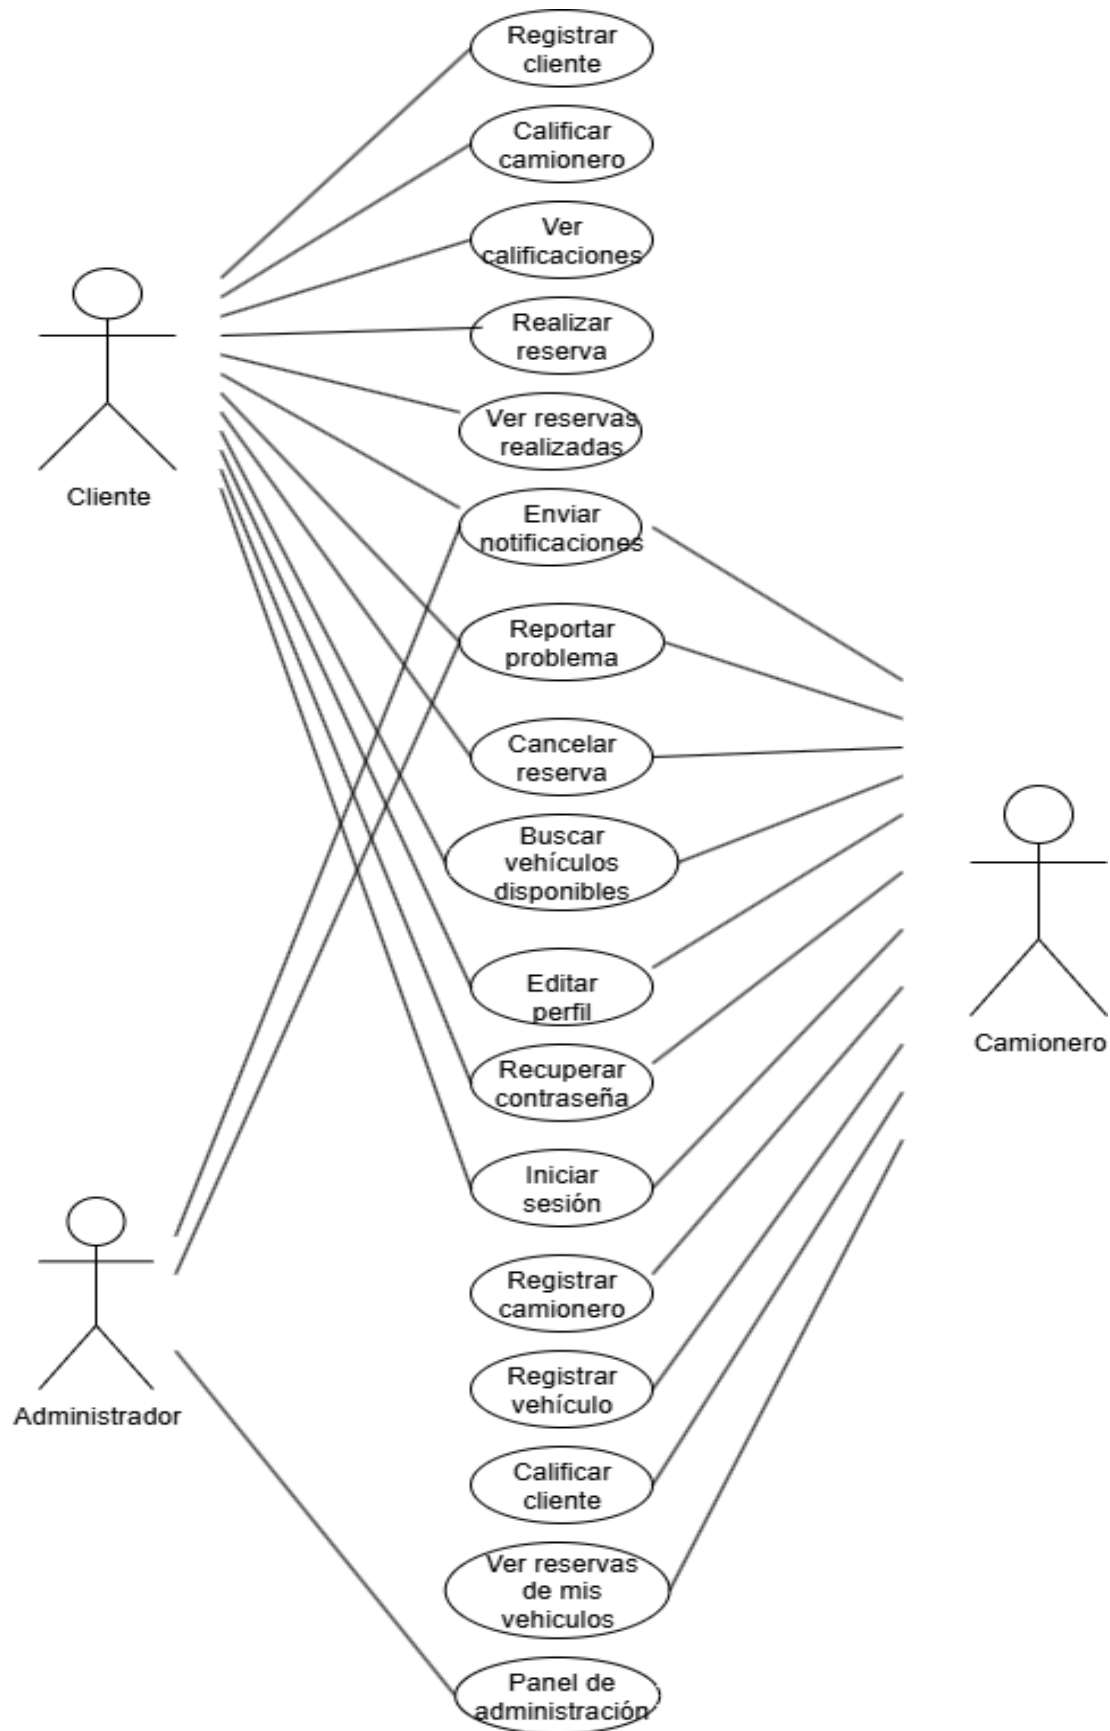 Registrar
cliente
Calificar
camionero
Ver
calificaciones
Realizar
reserva
Ver reservas
realizadas
Cliente
Enviar
notificaciones
Reportar
problema
Cancelar
reserva
Buscar
vehículos
disponibles
Editar
perfil
Camionero
Recuperar
contraseña
Iniciar
sesión
Registrar
camionero
Registrar
vehículo
Administrador
Calificar
cliente
Ver reservas
de mis
vehiculos
Panel de
administración